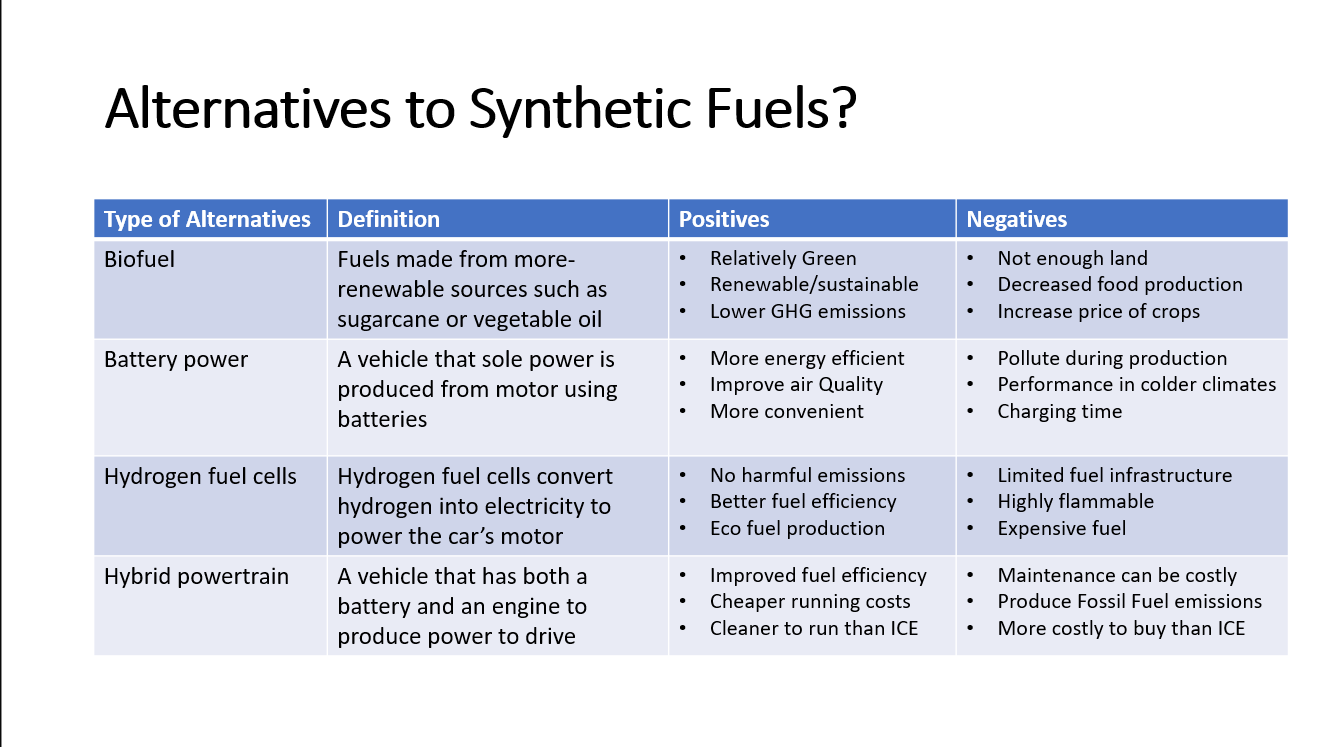 Alternatives to Synthetic Fuels?
Type of Alternatives
Definition
Positives
Negatives
Biofuel
Fuels made from more-
renewable sources such as
sugarcane or vegetable oil
• Relatively Green
• Renewable/sustainable
• Lower GHG emissions
• Not enough land
• Decreased food production
• Increase price of crops
Battery power
A vehicle that sole power is
produced from motor using
batteries
• More energy efficient
• Improve air Quality
• More convenient
• Pollute during production
• Performance in colder climates
• Charging time
Hydrogen fuel cells
Hydrogen fuel cells convert
hydrogen into electricity to
power the car’s motor
• No harmful emissions
• Better fuel efficiency
• Eco fuel production
• Limited fuel infrastructure
• Highly flammable
• Expensive fuel
Hybrid powertrain
A vehicle that has both a
battery and an engine to
produce power to drive
• Improved fuel efficiency
• Cheaper running costs
• Cleaner to run than ICE
• Maintenance can be costly
• Produce Fossil Fuel emissions
• More costly to buy than ICE